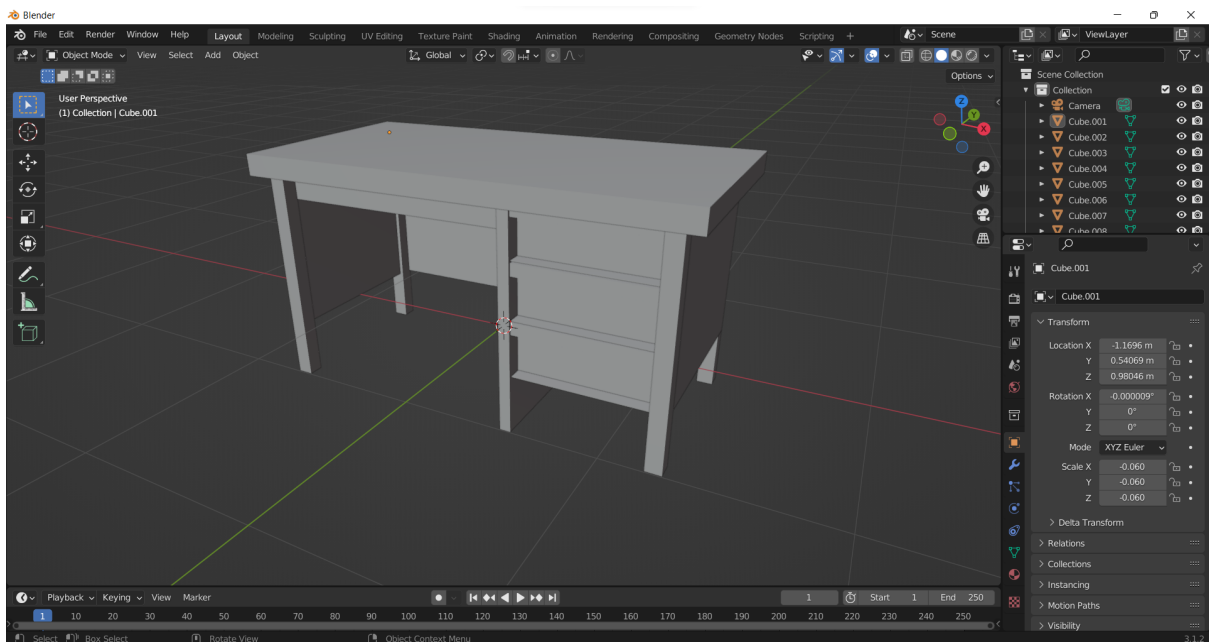 Blender
File Edit Render Window Help Layout Modeling Sculpting UV Editing Texture Paint Shading Animation Rendering Compositing Geometry Nodes Scripting + Scene ViewLayer
Object Mode View Select Add Object Global
Options
User Perspective
(1) Collection | Cube.001
Z
Y
X
Scene Collection
Collection
Camera
Cube.001
Cube.002
Cube.003
Cube.004
Cube.005
Cube.006
Cube.007
Cube.008
Cube.001
Cube.001
Transform
Location X -1.1696 m
Y 0.54069 m
Z 0.98046 m
Rotation X -0.000009°
Y 0°
Z 0°
Mode XYZ Euler
Scale X -0.060
Y -0.060
Z -0.060
Delta Transform
Relations
Collections
Instancing
Motion Paths
Visibility
Playback Keying View Marker 1 Start 1 End 250
1 10 20 30 40 50 60 70 80 90 100 110 120 130 140 150 160 170 180 190 200 210 220 230 240 250
Select Box Select Rotate View Object Context Menu 3.1.2